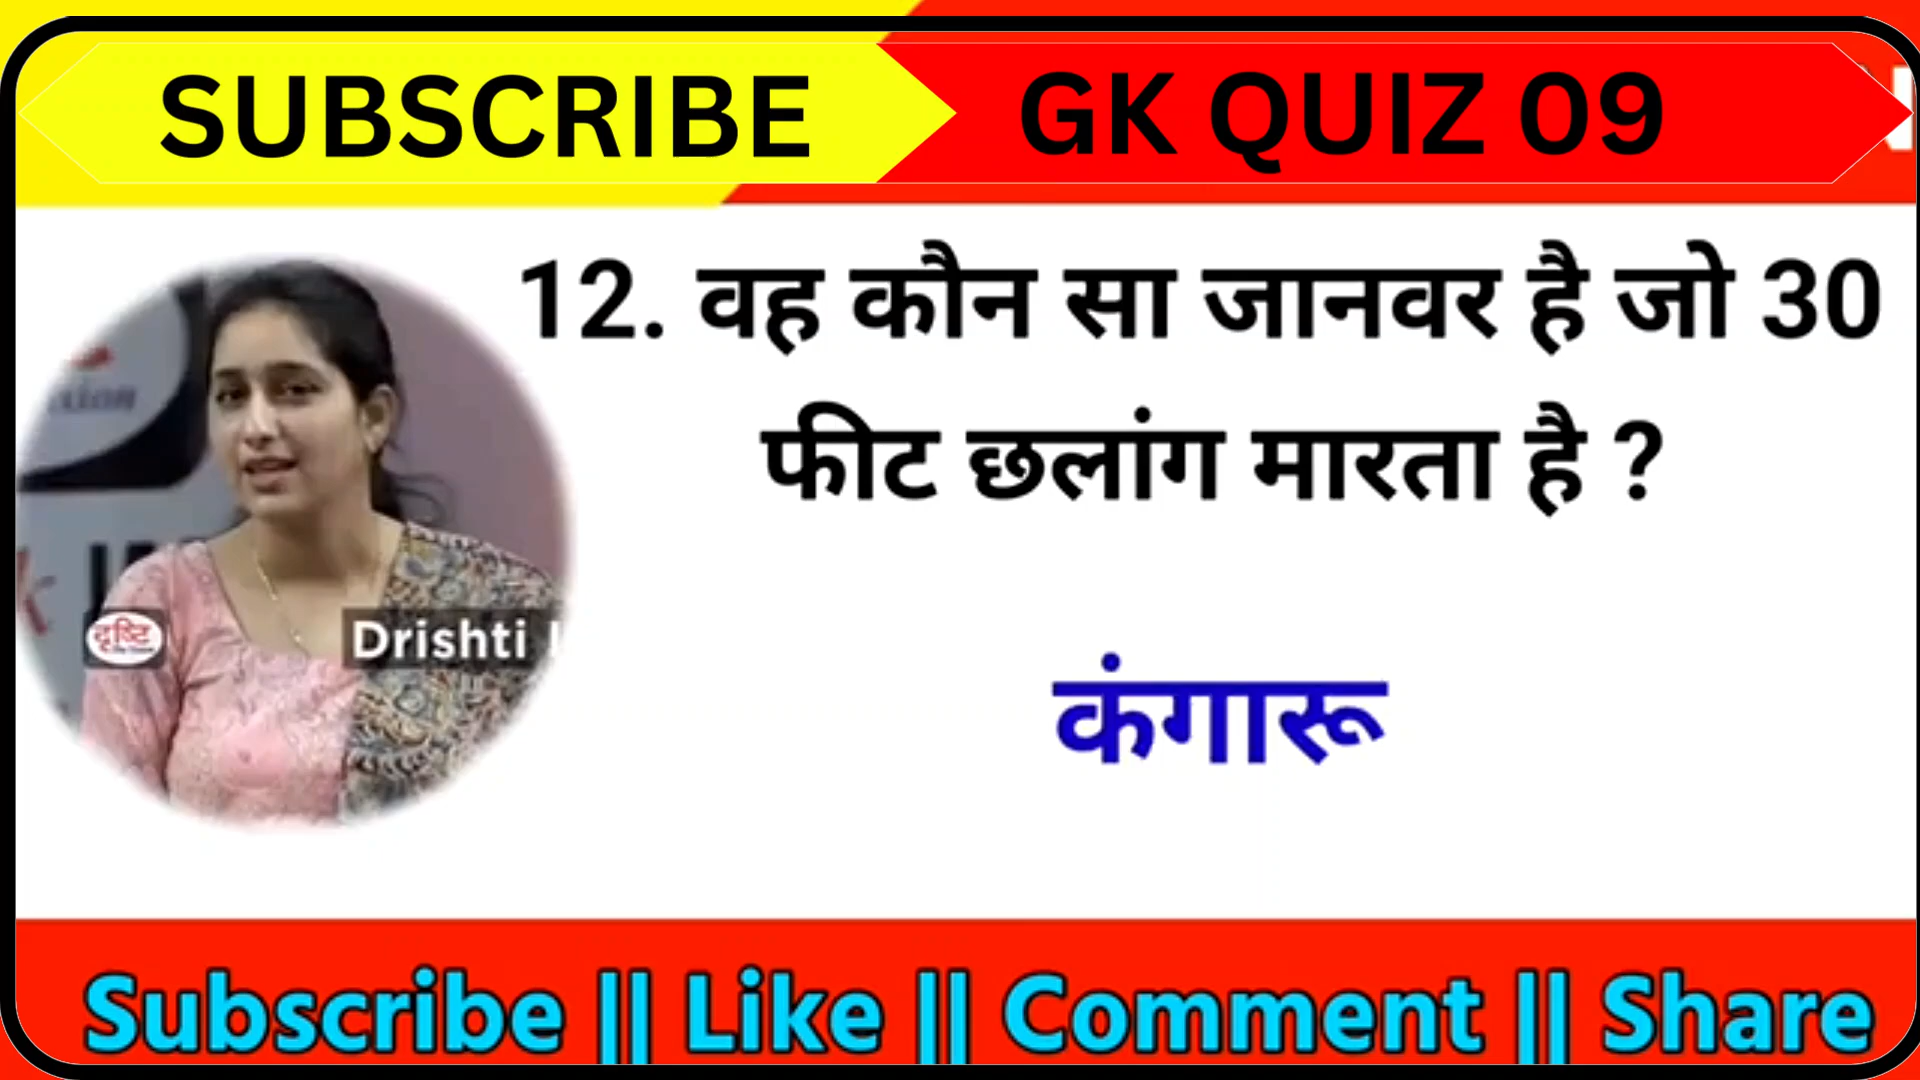 SUBSCRIBE
GK QUIZ 09
12. वह कौन सा जानवर है जो 30
फीट छलांग मारता है ?
कंगारू
दृष्टि
Drishti
Subscribe || Like || Comment || Share